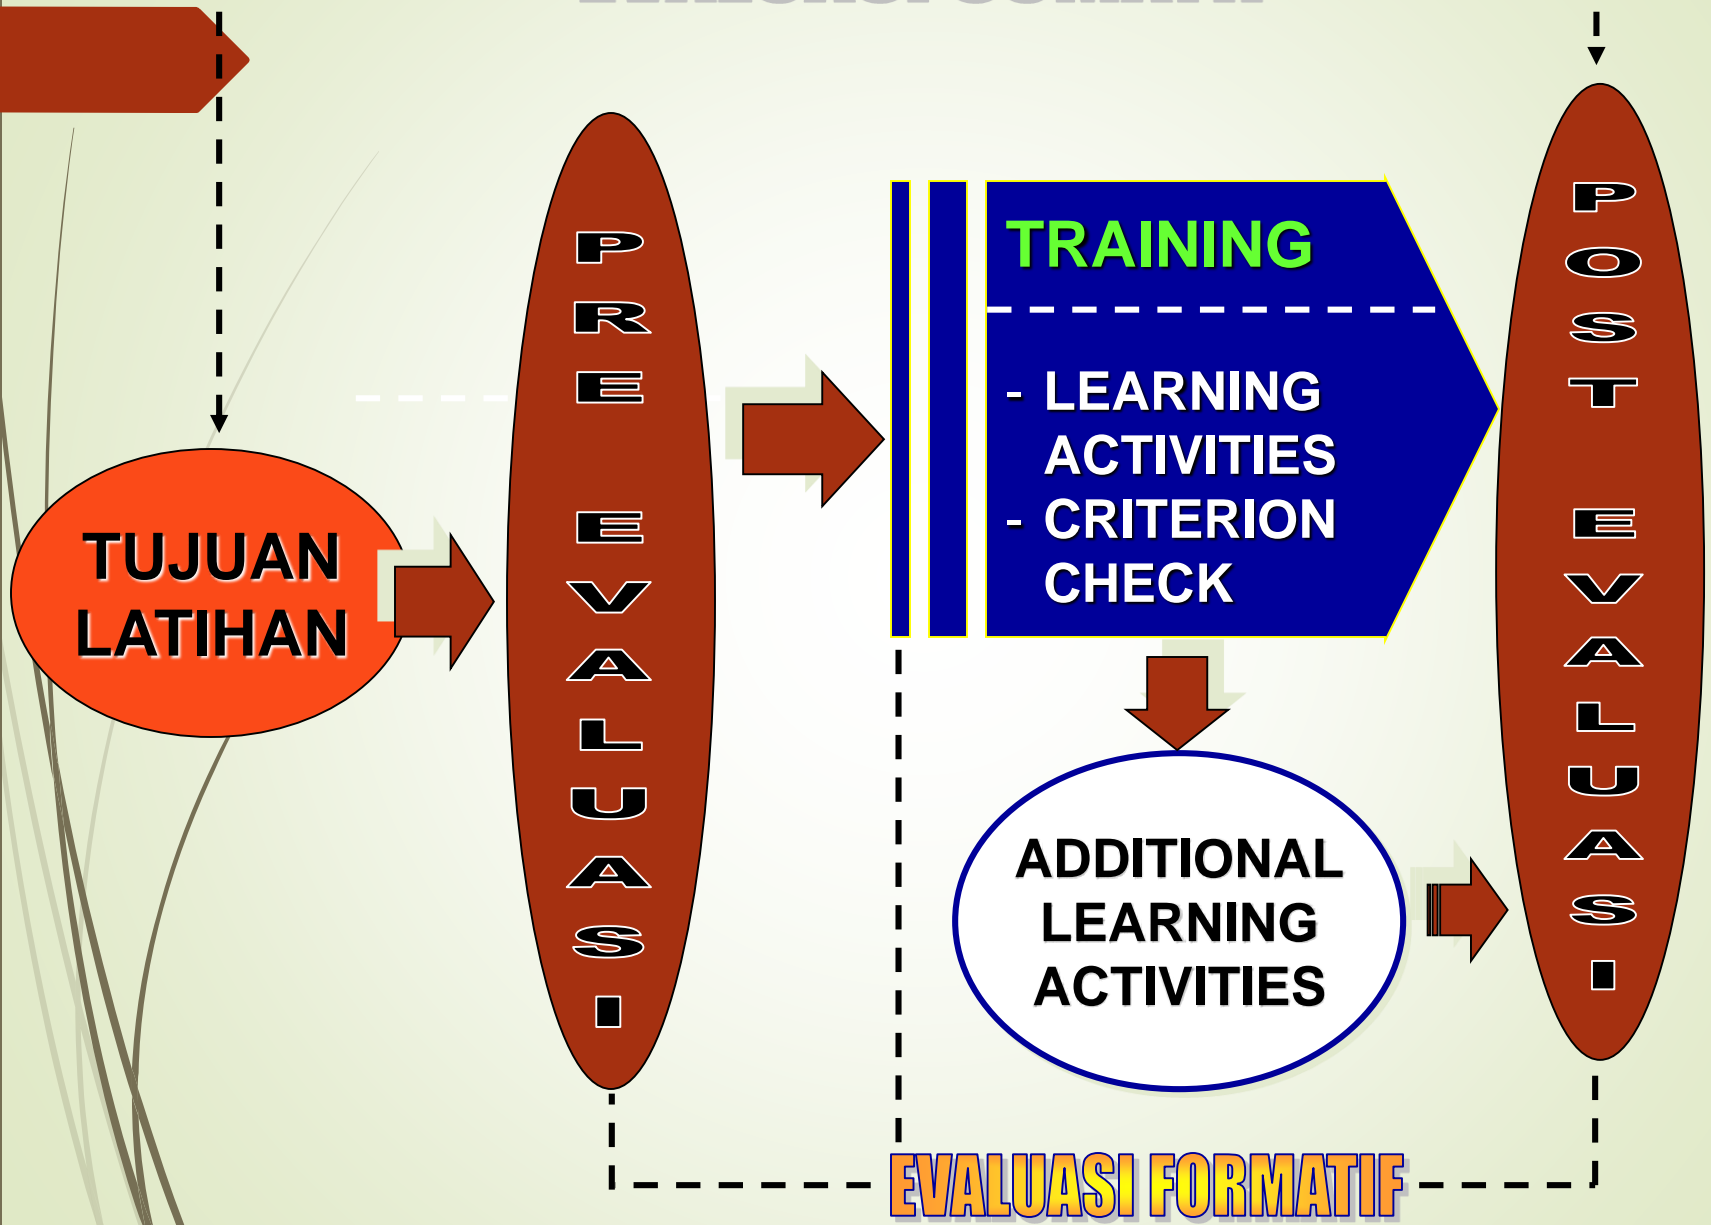 TUJUAN
LATIHAN
PRE EVALUASI
TRAINING
- LEARNING
ACTIVITIES
- CRITERION
CHECK
ADDITIONAL
LEARNING
ACTIVITIES
POST EVALUASI
EVALUASI FORMATIF